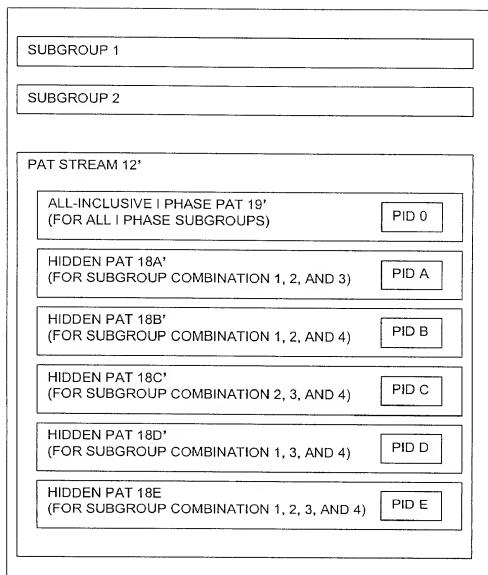 SUBGROUP 1
SUBGROUP 2
PAT STREAM 12'
ALL-INCLUSIVE I PHASE PAT 19'
(FOR ALL I PHASE SUBGROUPS)
PID 0
HIDDEN PAT 18A'
(FOR SUBGROUP COMBINATION 1, 2, AND 3)
PID A
HIDDEN PAT 18B'
(FOR SUBGROUP COMBINATION 1, 2, AND 4)
PID B
HIDDEN PAT 18C'
(FOR SUBGROUP COMBINATION 2, 3, AND 4)
PID C
HIDDEN PAT 18D'
(FOR SUBGROUP COMBINATION 1, 3, AND 4)
PID D
HIDDEN PAT 18E
(FOR SUBGROUP COMBINATION 1, 2, 3, AND 4)
PID E